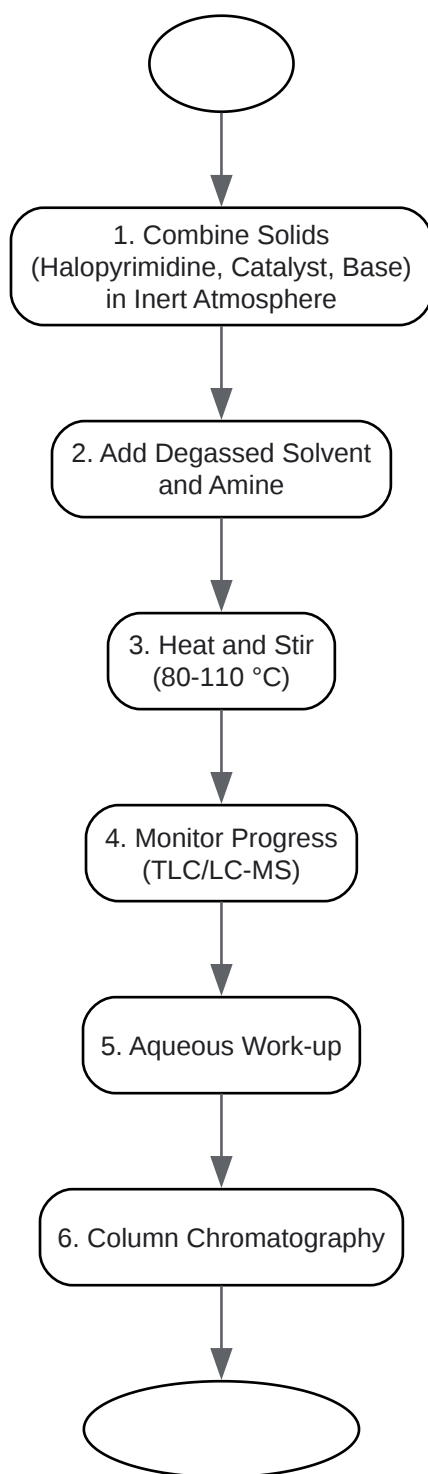 1. Combine Solids
(Halopyrimidine, Catalyst, Base)
in Inert Atmosphere
2. Add Degassed Solvent
and Amine
3. Heat and Stir
(80-110 °C)
4. Monitor Progress
(TLC/LC-MS)
5. Aqueous Work-up
6. Column Chromatography